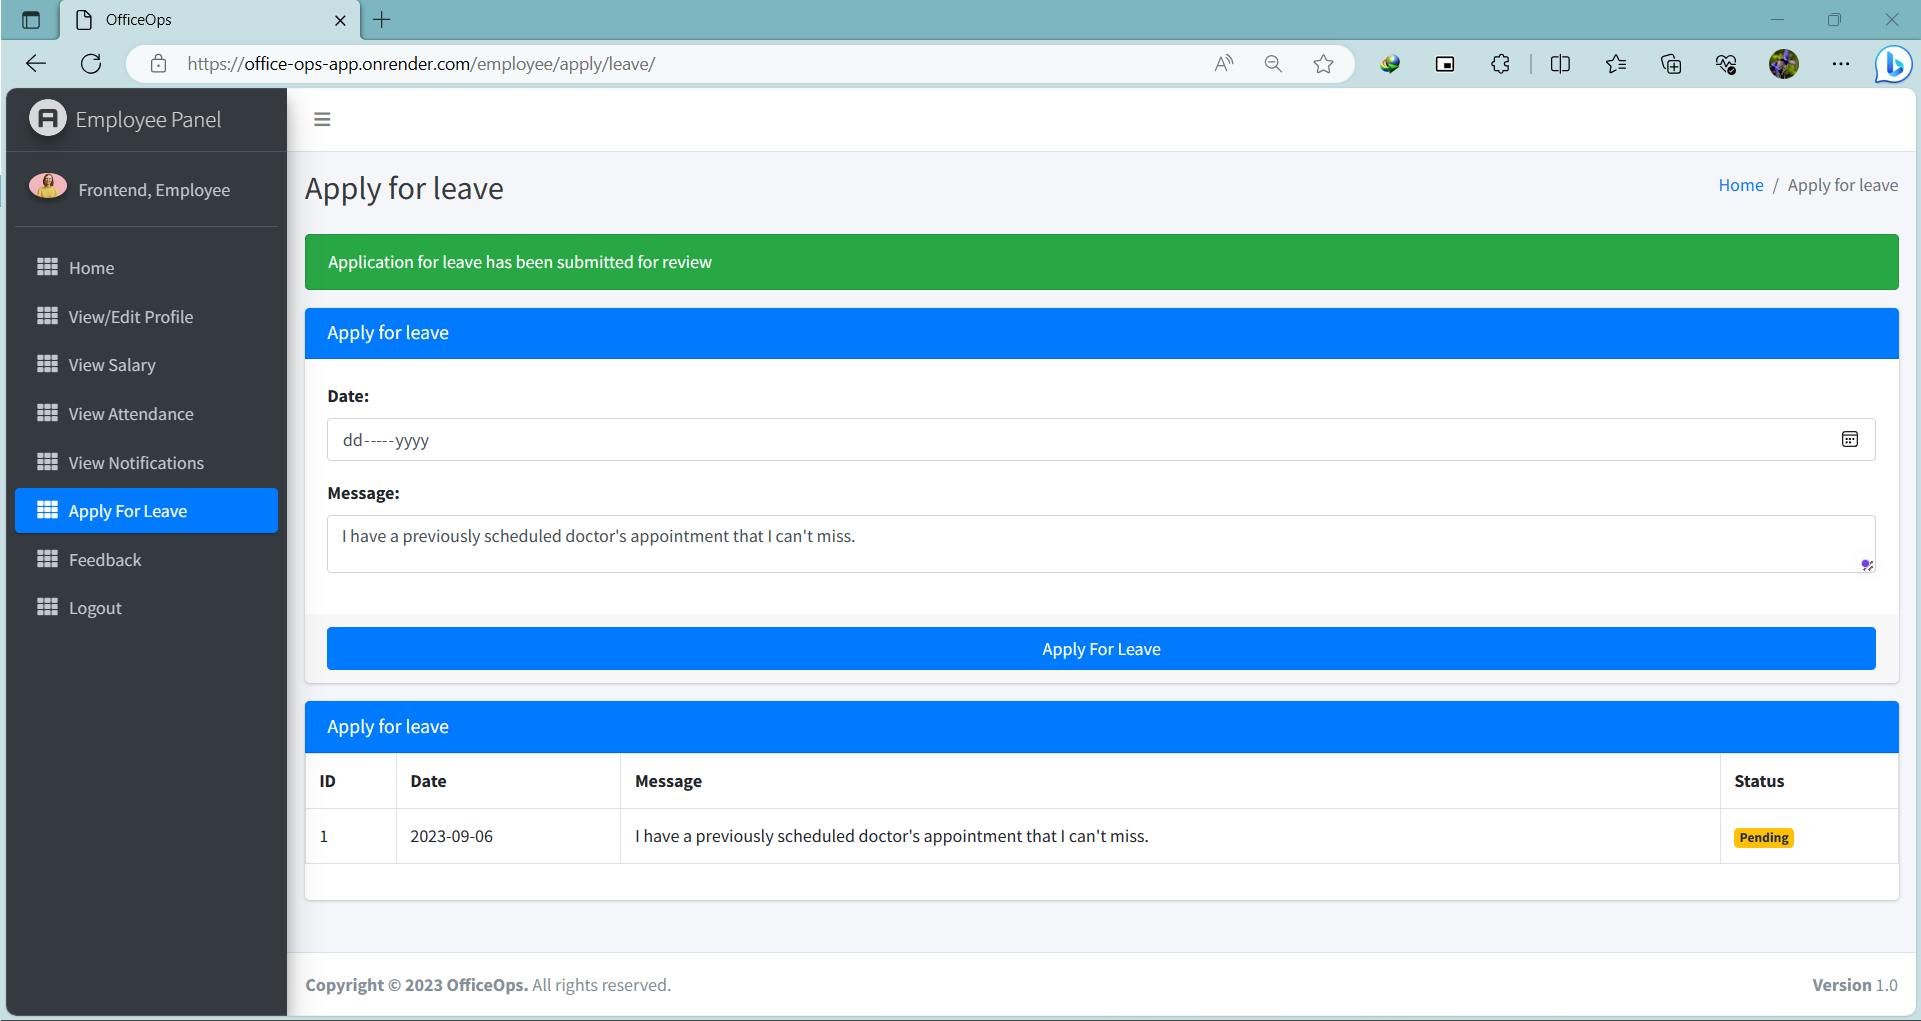 OfficeOps
https://office-ops-app.onrender.com/employee/apply/leave/
Employee Panel
Frontend, Employee
Home
View/Edit Profile
View Salary
View Attendance
View Notifications
Apply For Leave
Feedback
Logout
Apply for leave
Home / Apply for leave
Application for leave has been submitted for review
Apply for leave
Date:
dd-----yyyy
Message:
I have a previously scheduled doctor's appointment that I can't miss.
Apply For Leave
Apply for leave
ID Date Message Status
1 2023-09-06 I have a previously scheduled doctor's appointment that I can't miss. Pending
Copyright © 2023 OfficeOps. All rights reserved.
Version 1.0